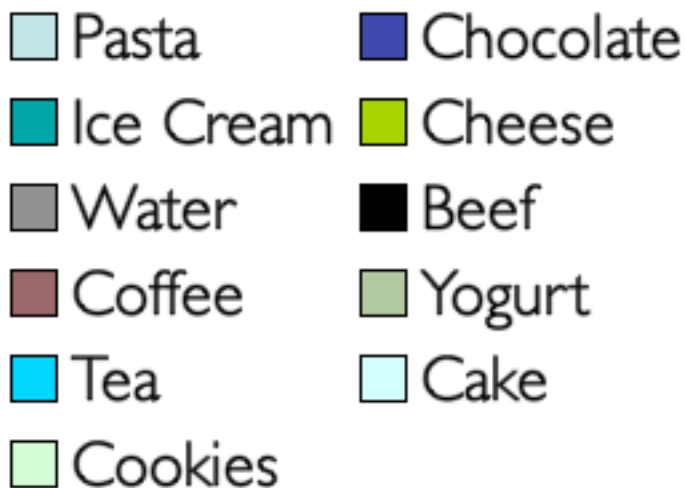 Pasta
Chocolate
Ice Cream
Cheese
Water
Beef
Coffee
Yogurt
Tea
Cake
Cookies